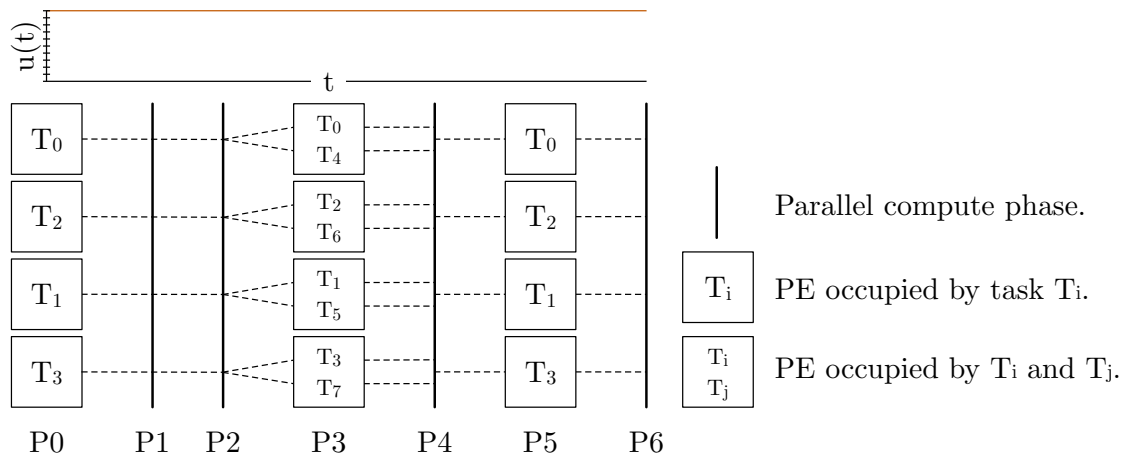 u(t)
t
T0
T0
T4
T0
T2
T2
T6
T2
Parallel compute phase.
T1
T1
T5
T1
Ti
PE occupied by task Ti.
T3
T3
T7
T3
Ti
Tj
PE occupied by Ti and Tj.
P0 P1 P2 P3 P4 P5 P6